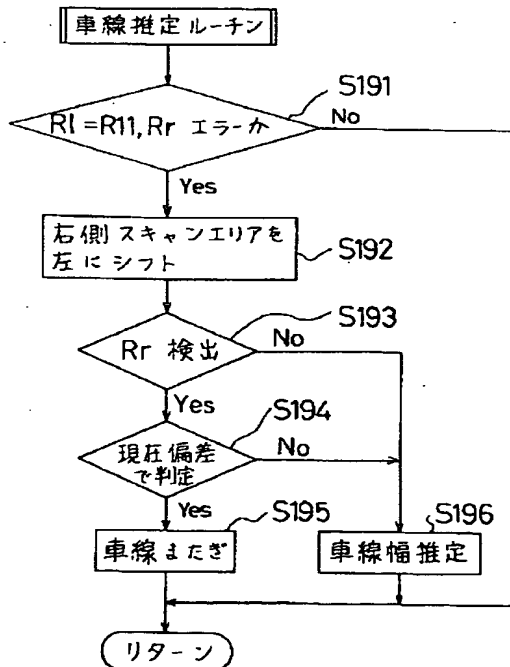 車線推定ルーチン
S191
Rl=R11,Rr エラーか
No
Yes
右側スキャンエリアを
左にシフト
S192
S193
Rr 検出
No
Yes
S194
現在偏差
で判定
No
Yes
S195
車線またぎ
S196
車線幅推定
リターン